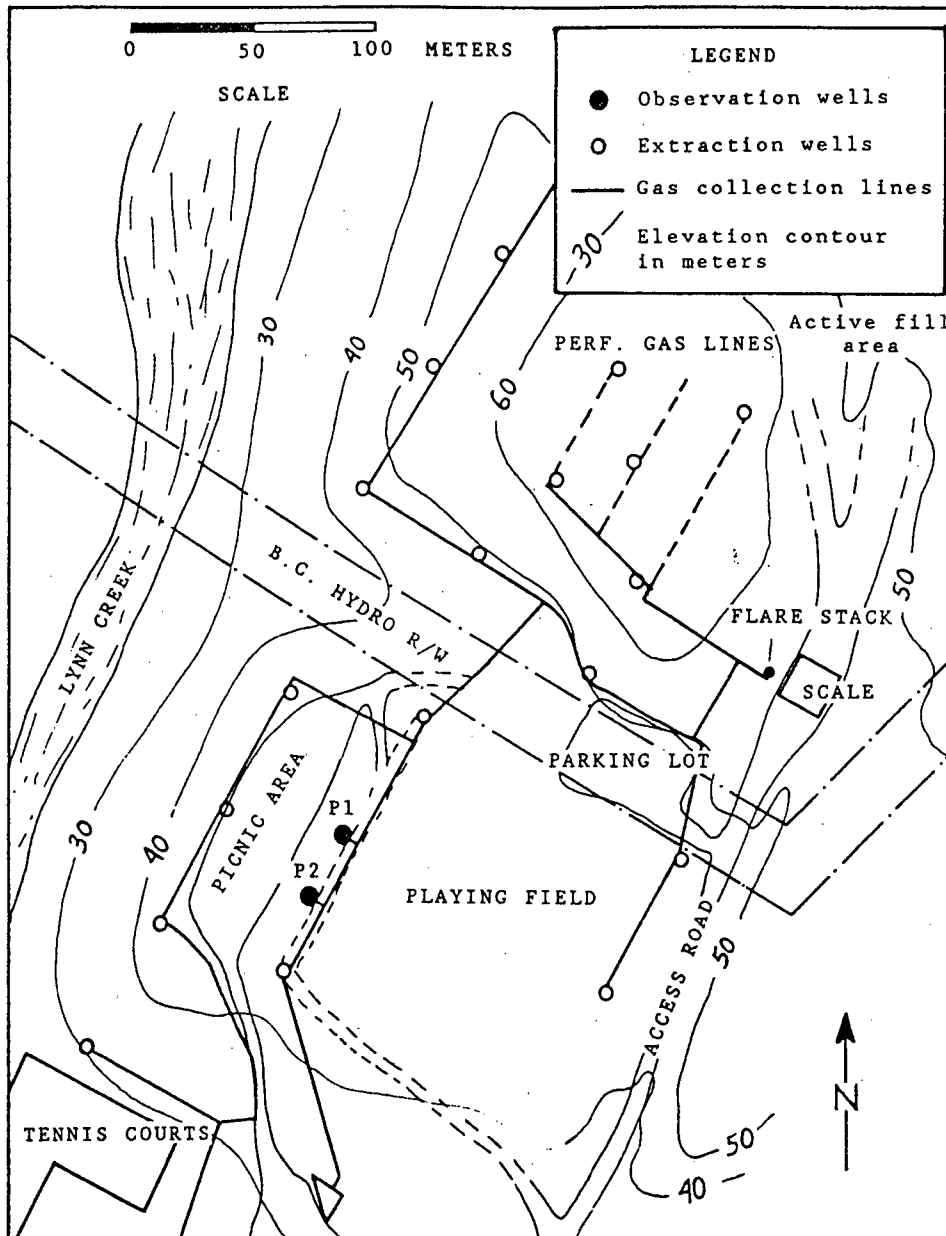 0 50 100 METERS
SCALE
LEGEND
Observation wells
Extraction wells
Gas collection lines
30
Elevation contour
in meters
Active fill
area
PERF. GAS LINES
30
40
50
60
50
B.C. HYDRO R/W
LYNN CREEK
FLARE STACK
SCALE
PARKING LOT
PICNIC AREA
P1
P2
30
40
PLAYING FIELD
ACCESS ROAD
50
N
TENNIS COURTS
50
40